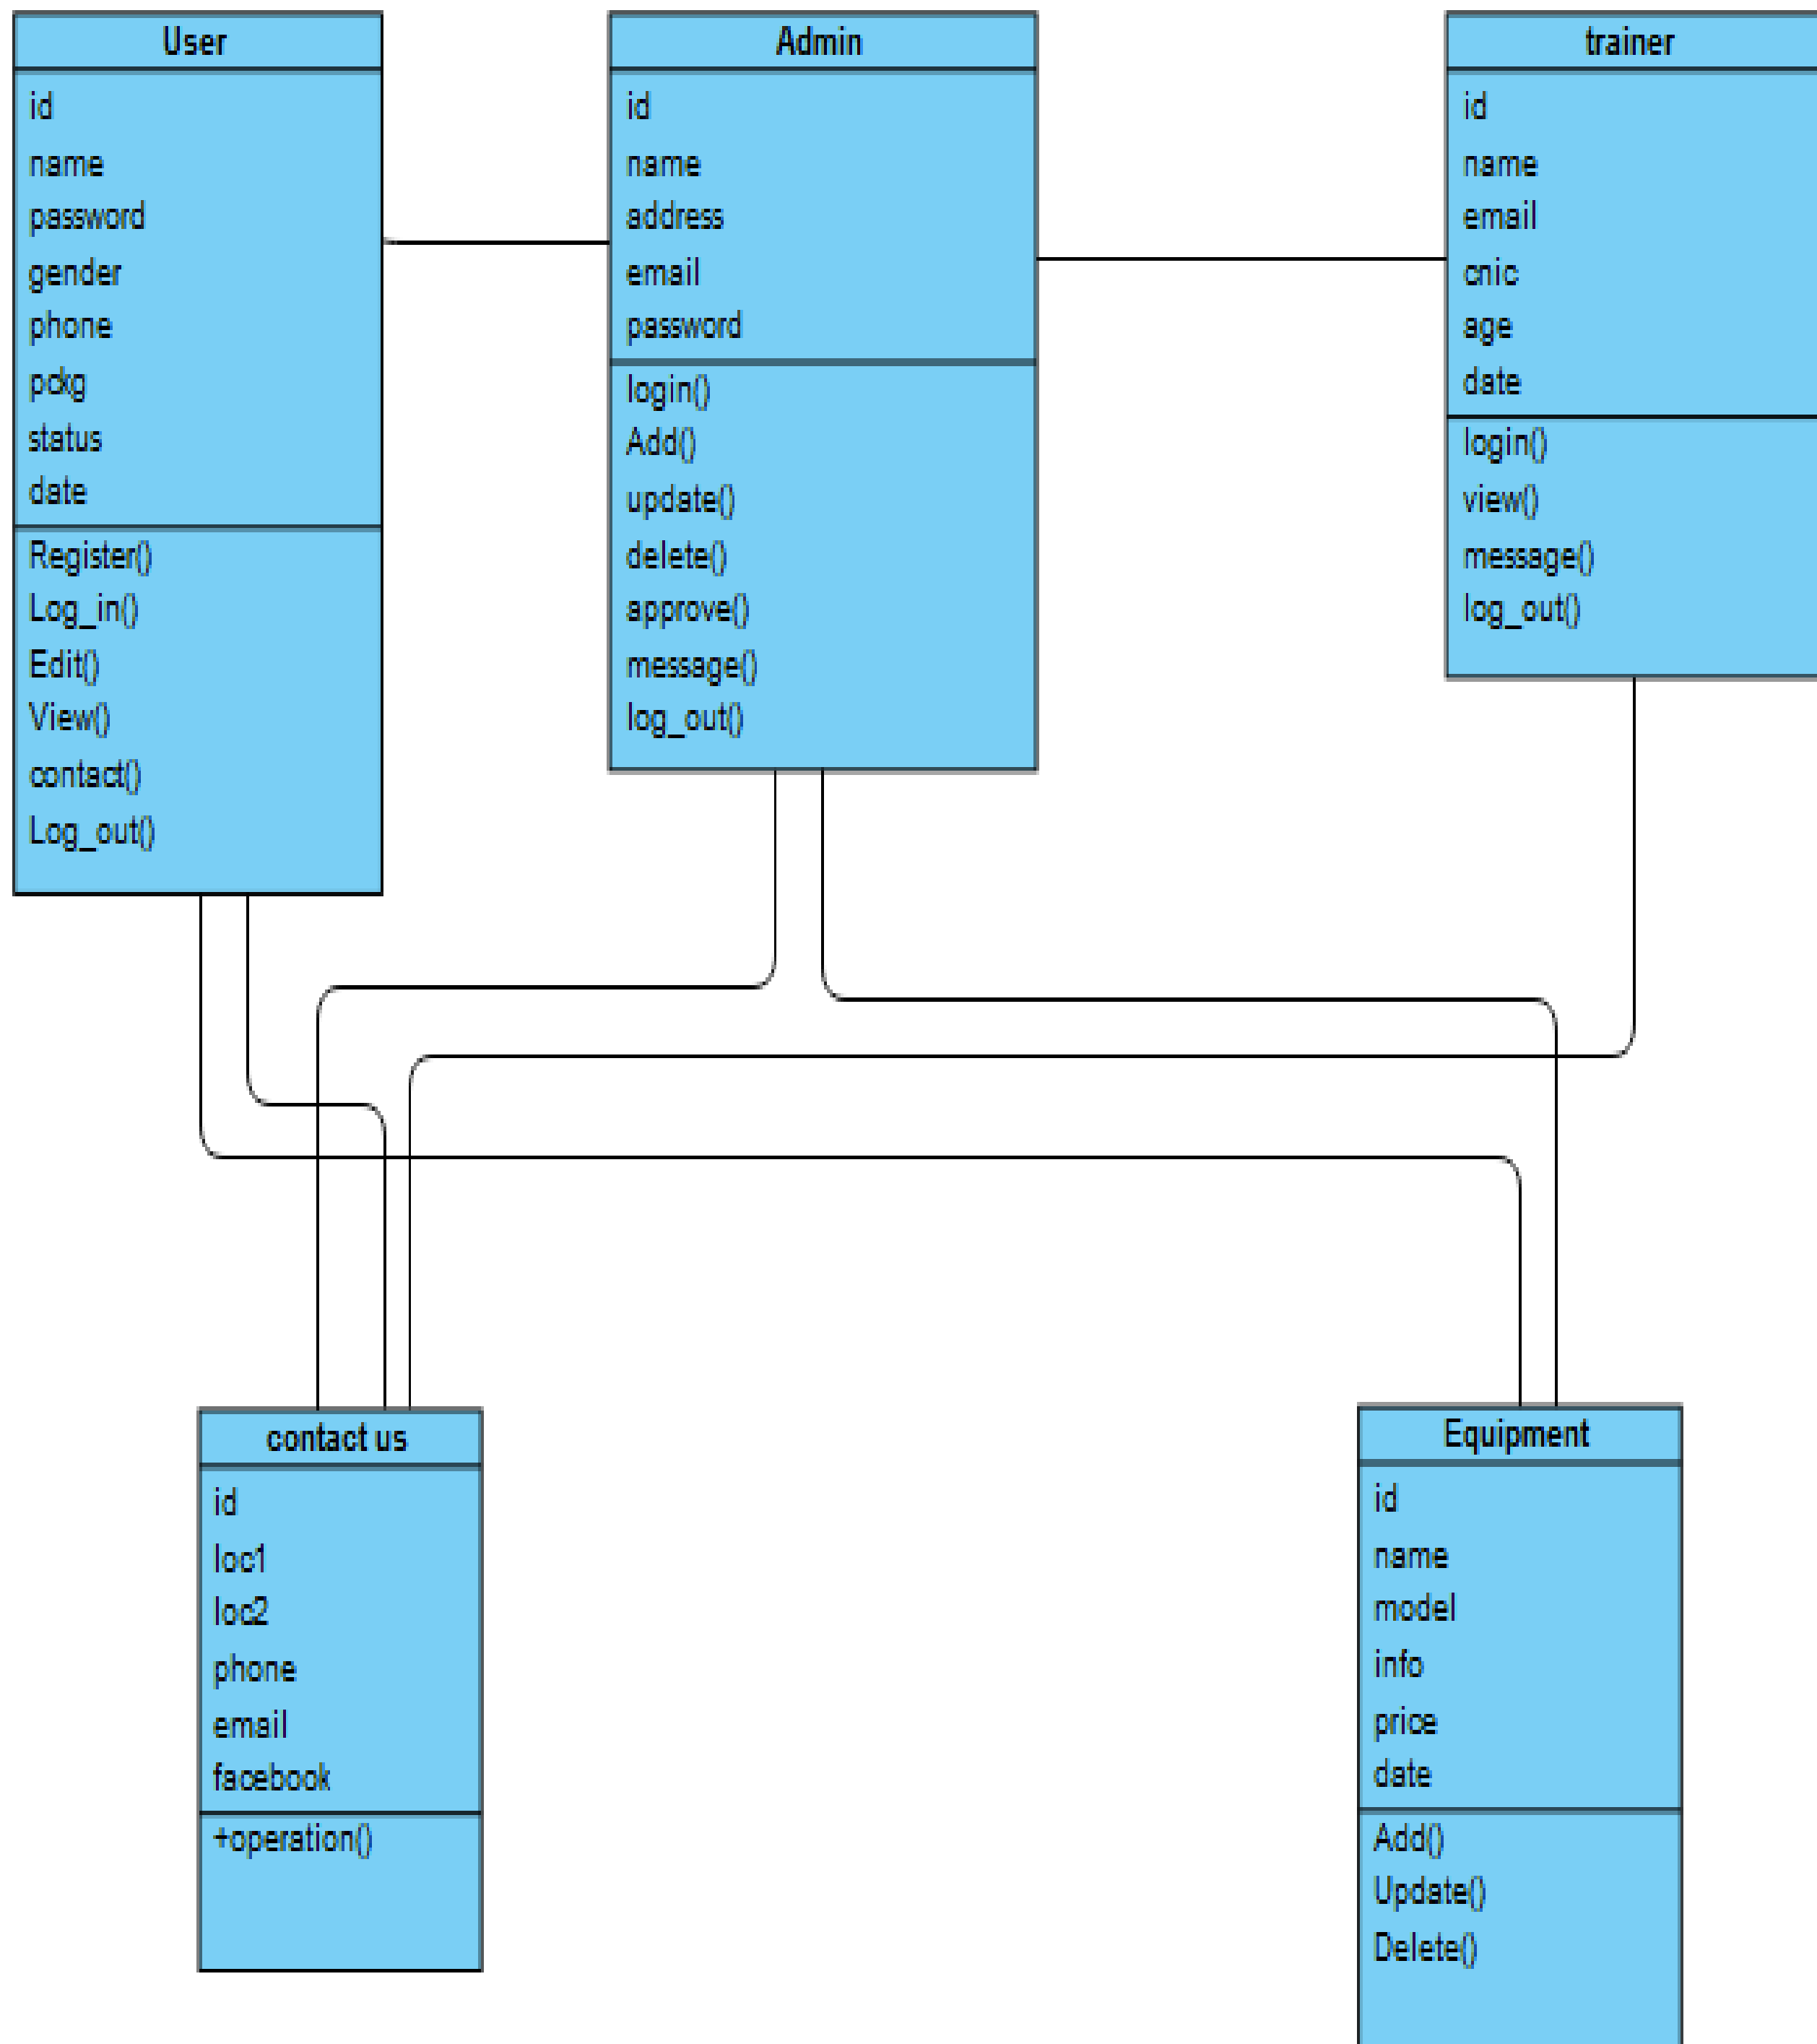 User
id
name
password
gender
phone
pckg
status
date
Register()
Log_in()
Edit()
View()
contact()
Log_out()
Admin
id
name
address
email
password
login()
Add()
update()
delete()
approve()
message()
log_out()
trainer
id
name
email
cnic
age
date
login()
view()
message()
log_out()
contact us
id
loc1
loc2
phone
email
facebook
+operation()
Equipment
id
name
model
info
price
date
Add()
Update()
Delete()